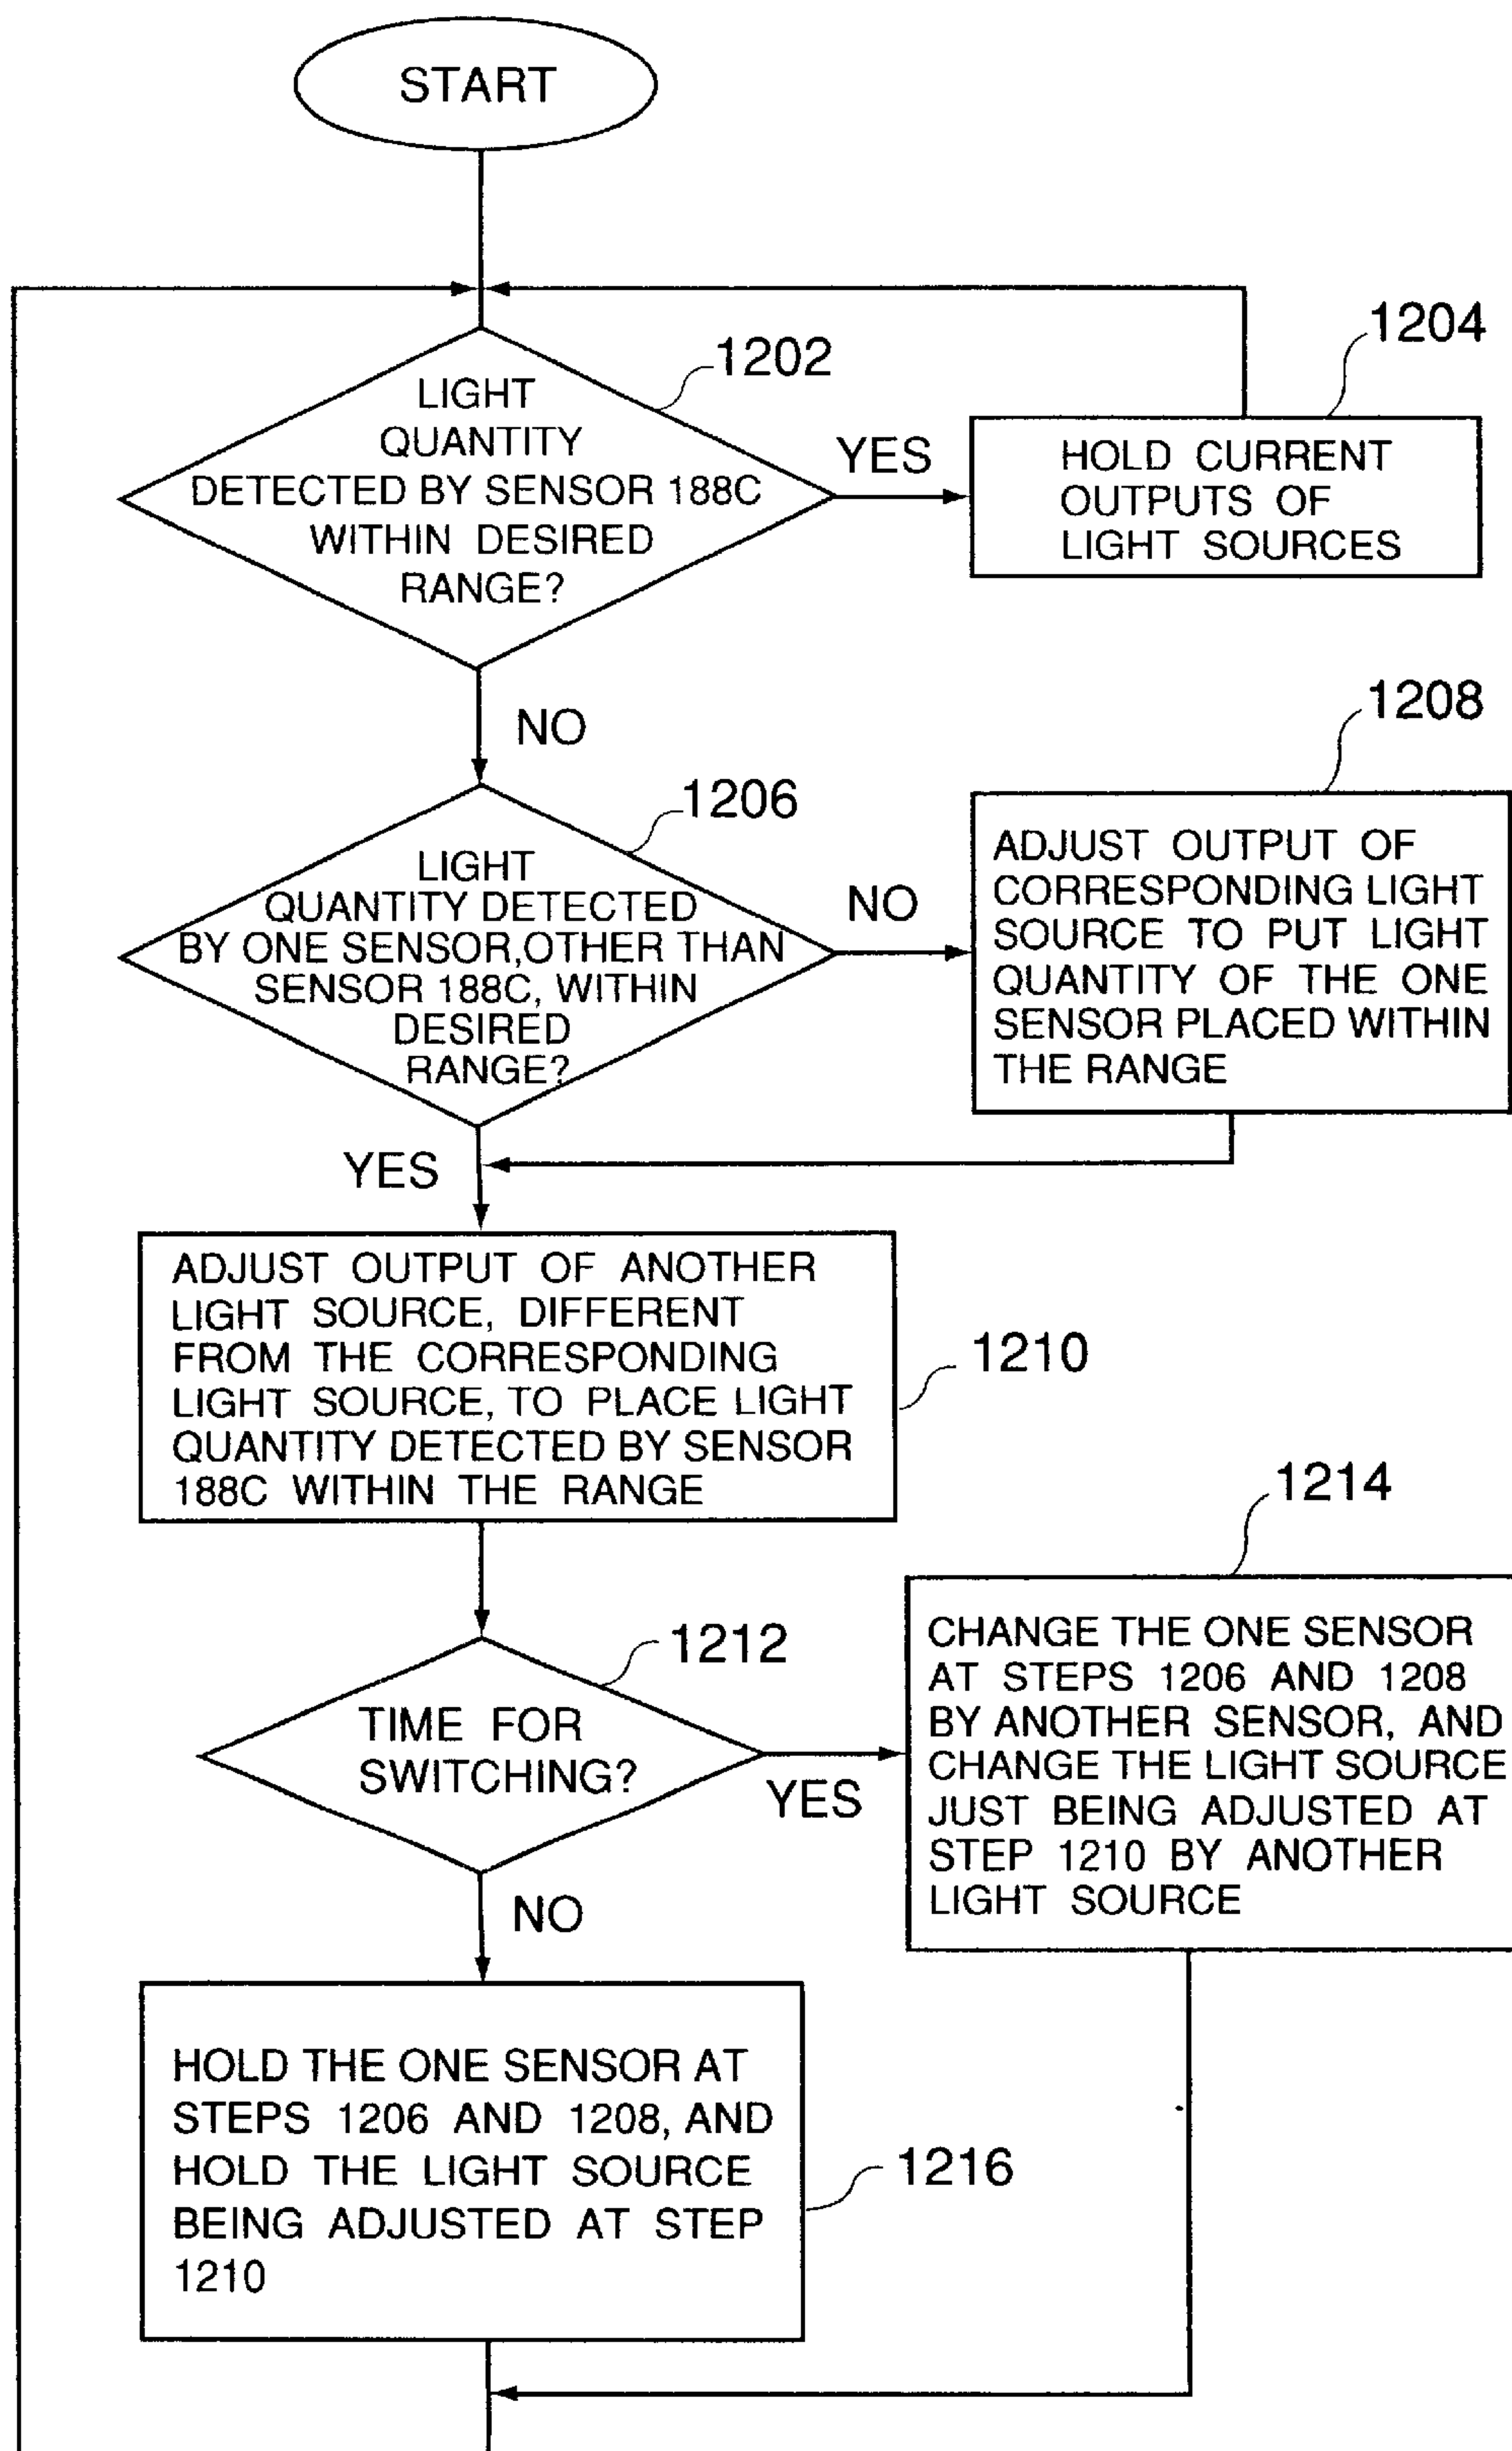 START
1202
LIGHT
QUANTITY
DETECTED BY SENSOR 188C
WITHIN DESIRED
RANGE?
YES
1204
HOLD CURRENT
OUTPUTS OF
LIGHT SOURCES
NO
1206
LIGHT
QUANTITY DETECTED
BY ONE SENSOR,OTHER THAN
SENSOR 188C, WITHIN
DESIRED
RANGE?
NO
1208
ADJUST OUTPUT OF
CORRESPONDING LIGHT
SOURCE TO PUT LIGHT
QUANTITY OF THE ONE
SENSOR PLACED WITHIN
THE RANGE
YES
ADJUST OUTPUT OF ANOTHER
LIGHT SOURCE, DIFFERENT
FROM THE CORRESPONDING
LIGHT SOURCE, TO PLACE LIGHT
QUANTITY DETECTED BY SENSOR
188C WITHIN THE RANGE
1210
1212
TIME FOR
SWITCHING?
YES
1214
CHANGE THE ONE SENSOR
AT STEPS 1206 AND 1208
BY ANOTHER SENSOR, AND
CHANGE THE LIGHT SOURCE
JUST BEING ADJUSTED AT
STEP 1210 BY ANOTHER
LIGHT SOURCE
NO
HOLD THE ONE SENSOR AT
STEPS 1206 AND 1208, AND
HOLD THE LIGHT SOURCE
BEING ADJUSTED AT STEP
1210
1216